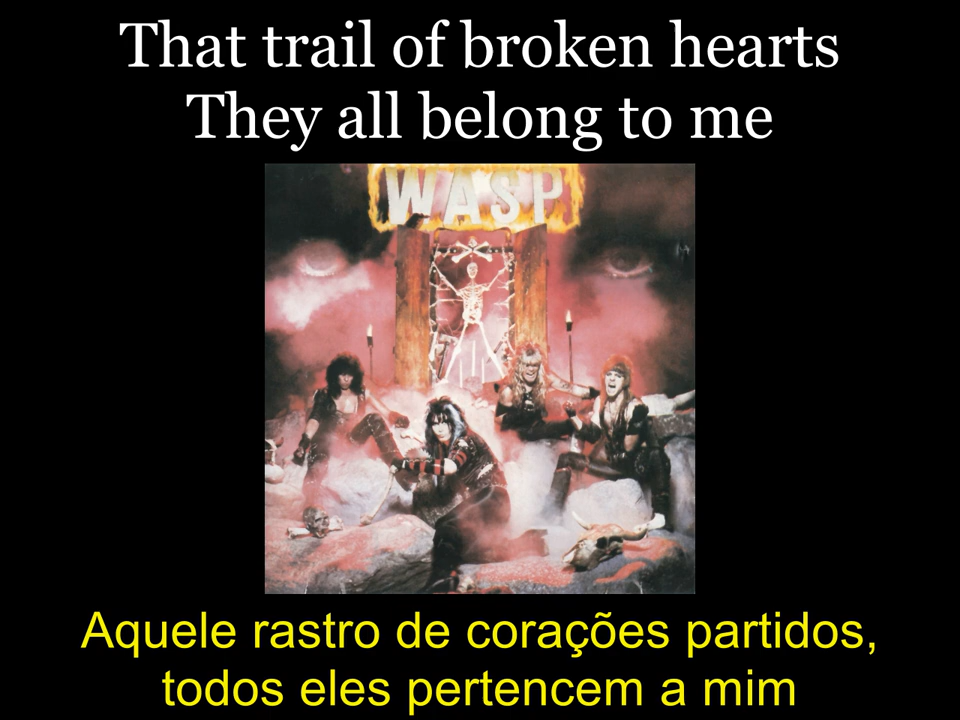 That trail of broken hearts
They all belong to me
WASP
Aquele rastro de corações partidos,
todos eles pertencem a mim